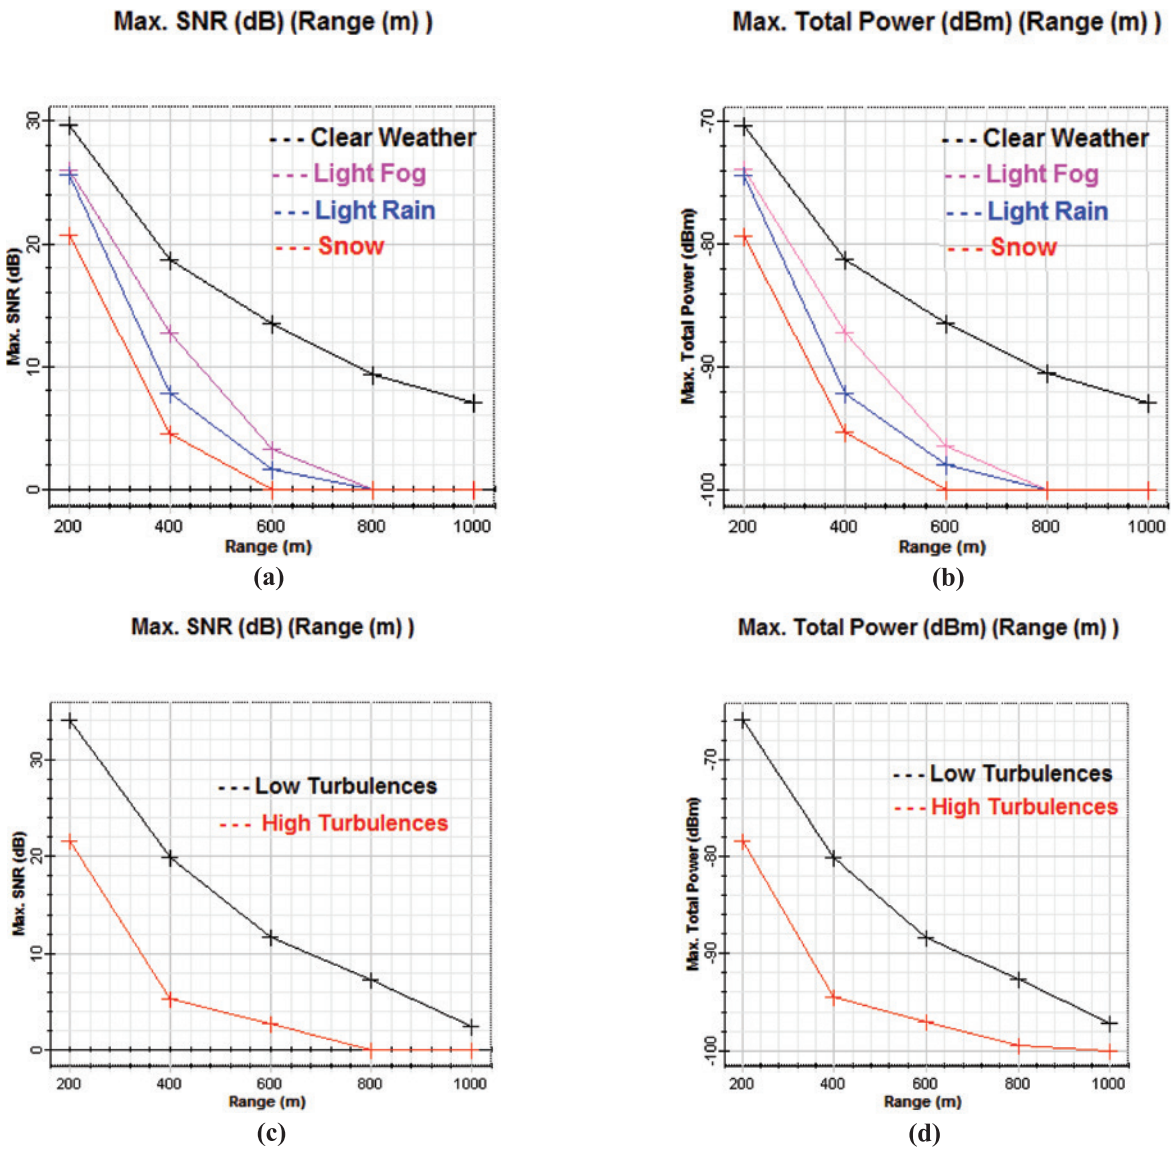 Max. SNR (dB) (Range (m) )
30
20
10
0
Max. SNR (dB)
Clear Weather
Light Fog
Light Rain
Snow
200 400 600 800 1000
Range (m)
(a)
Max. Total Power (dBm) (Range (m) )
-70
-80
-90
-100
Max. Total Power (dBm)
Clear Weather
Light Fog
Light Rain
Snow
200 400 600 800 1000
Range (m)
(b)
Max. SNR (dB) (Range (m) )
30
20
10
0
Max. SNR (dB)
Low Turbulences
High Turbulences
200 400 600 800 1000
Range (m)
(c)
Max. Total Power (dBm) (Range (m) )
-70
-80
-90
-100
Max. Total Power (dBm)
Low Turbulences
High Turbulences
200 400 600 800 1000
Range (m)
(d)